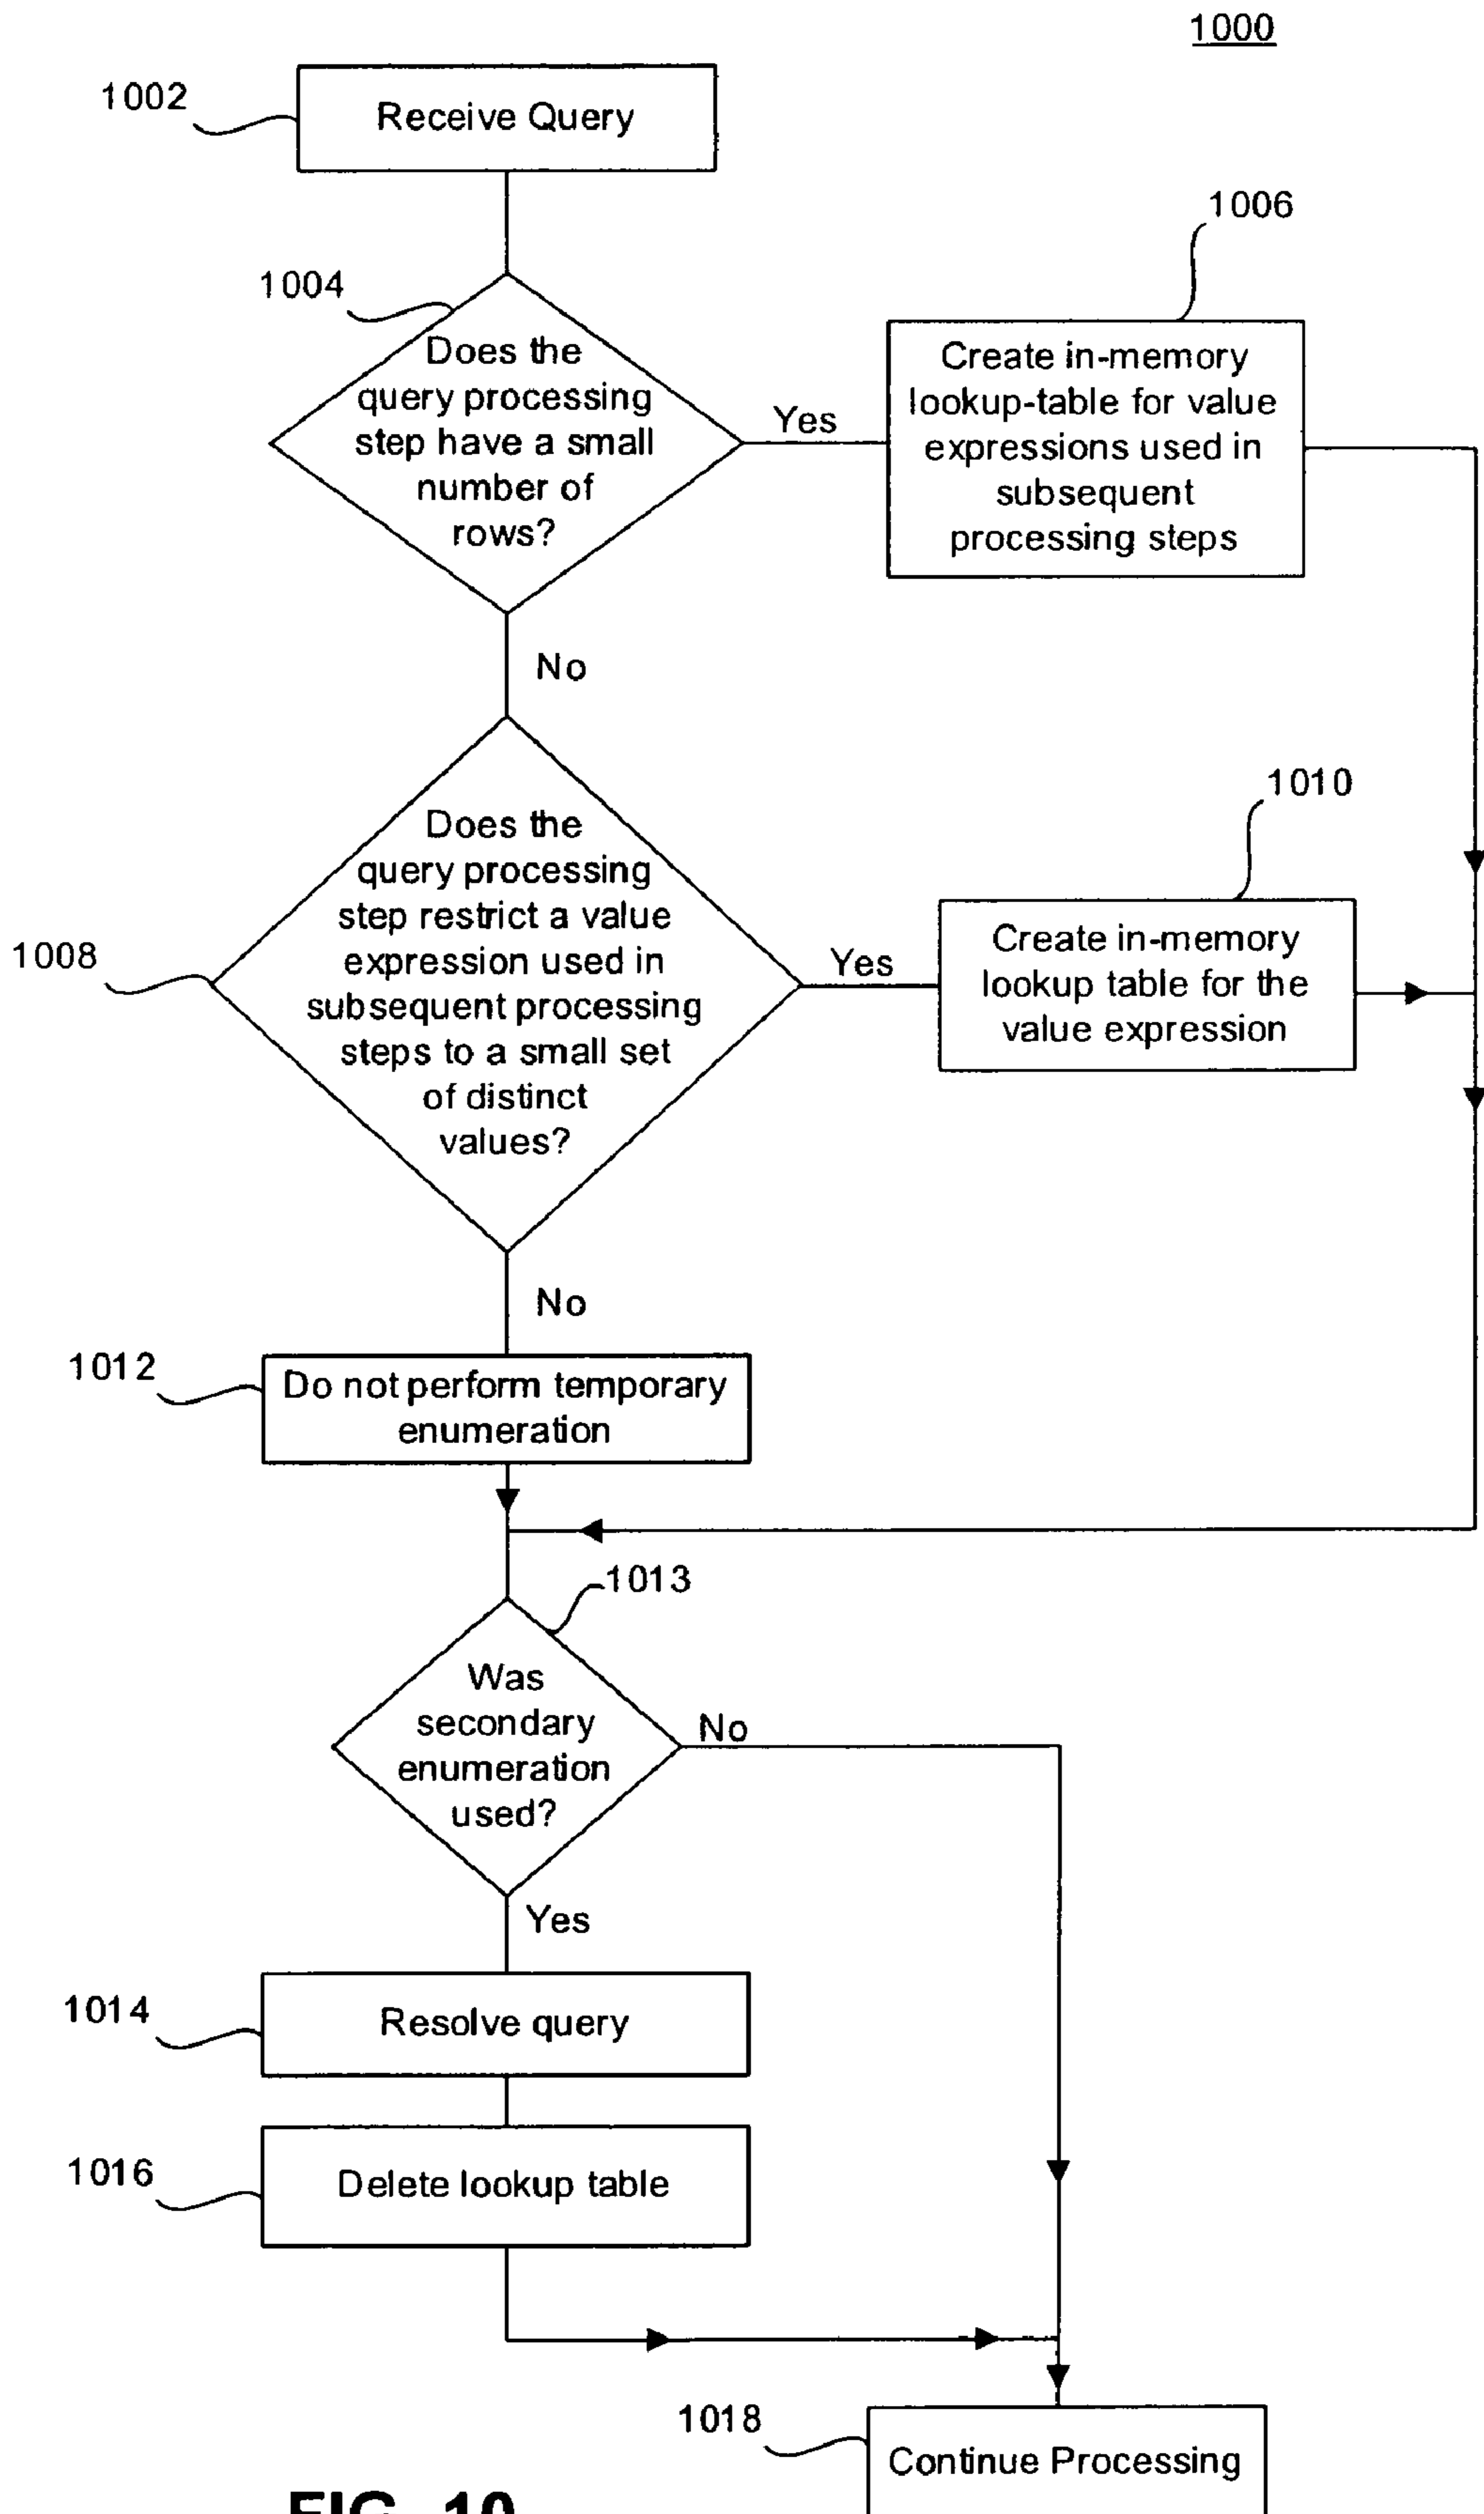 1000
1002
Receive Query
1006
1004
Does the
query processing
step have a small
number of
rows?
Yes
Create in-memory
lookup-table for value
expressions used in
subsequent
processing steps
No
1010
1008
Does the
query processing
step restrict a value
expression used in
subsequent processing
steps to a small set
of distinct
values?
Yes
Create in-memory
lookup table for the
value expression
No
1012
Do not perform temporary
enumeration
1013
Was
secondary
enumeration
used?
No
Yes
1014
Resolve query
1016
Delete lookup table
1018
Continue Processing
FIG. 10